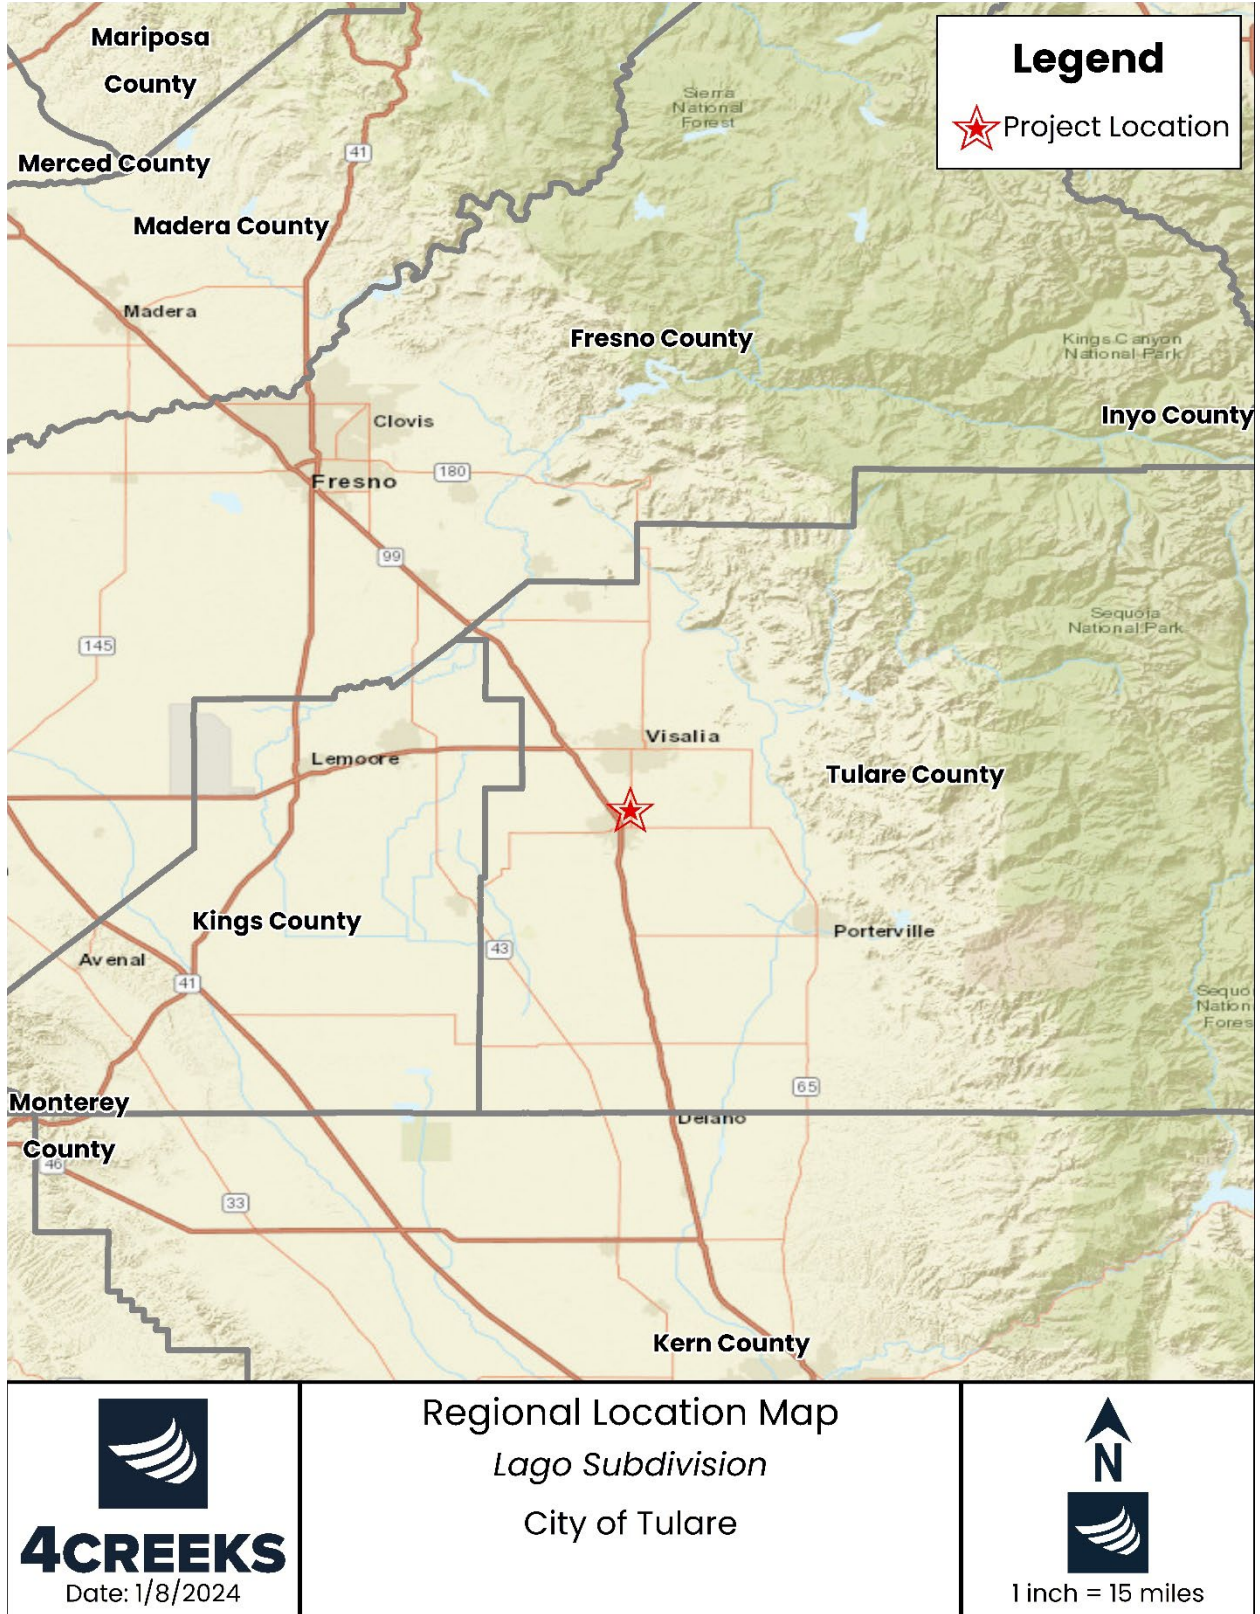 Mariposa
County
Legend
Project Location
Sierra
National
Forest
41
Merced County
Madera County
Madera
Fresno County
Kings Canyon
National Park
Inyo County
Clovis
180
Fresno
99
Sequoia
National Park
145
Visalia
Lemoore
Tulare County
Kings County
Porterville
43
Avenal
41
Sequo
Nation
Fores
65
Monterey
County
Delano
46
33
Kern County
Regional Location Map
Lago Subdivision
City of Tulare
N
4CREEKS
Date: 1/8/2024
1 inch = 15 miles